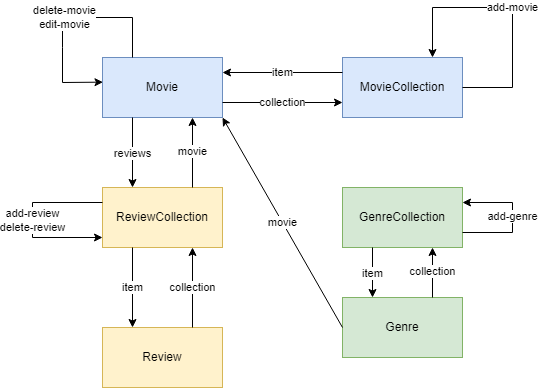 delete-movie
edit-movie
add-movie
Movie
item
MovieCollection
collection
reviews
movie
add-review
delete-review
ReviewCollection
movie
GenreCollection
add-genre
item
collection
item
collection
Review
Genre